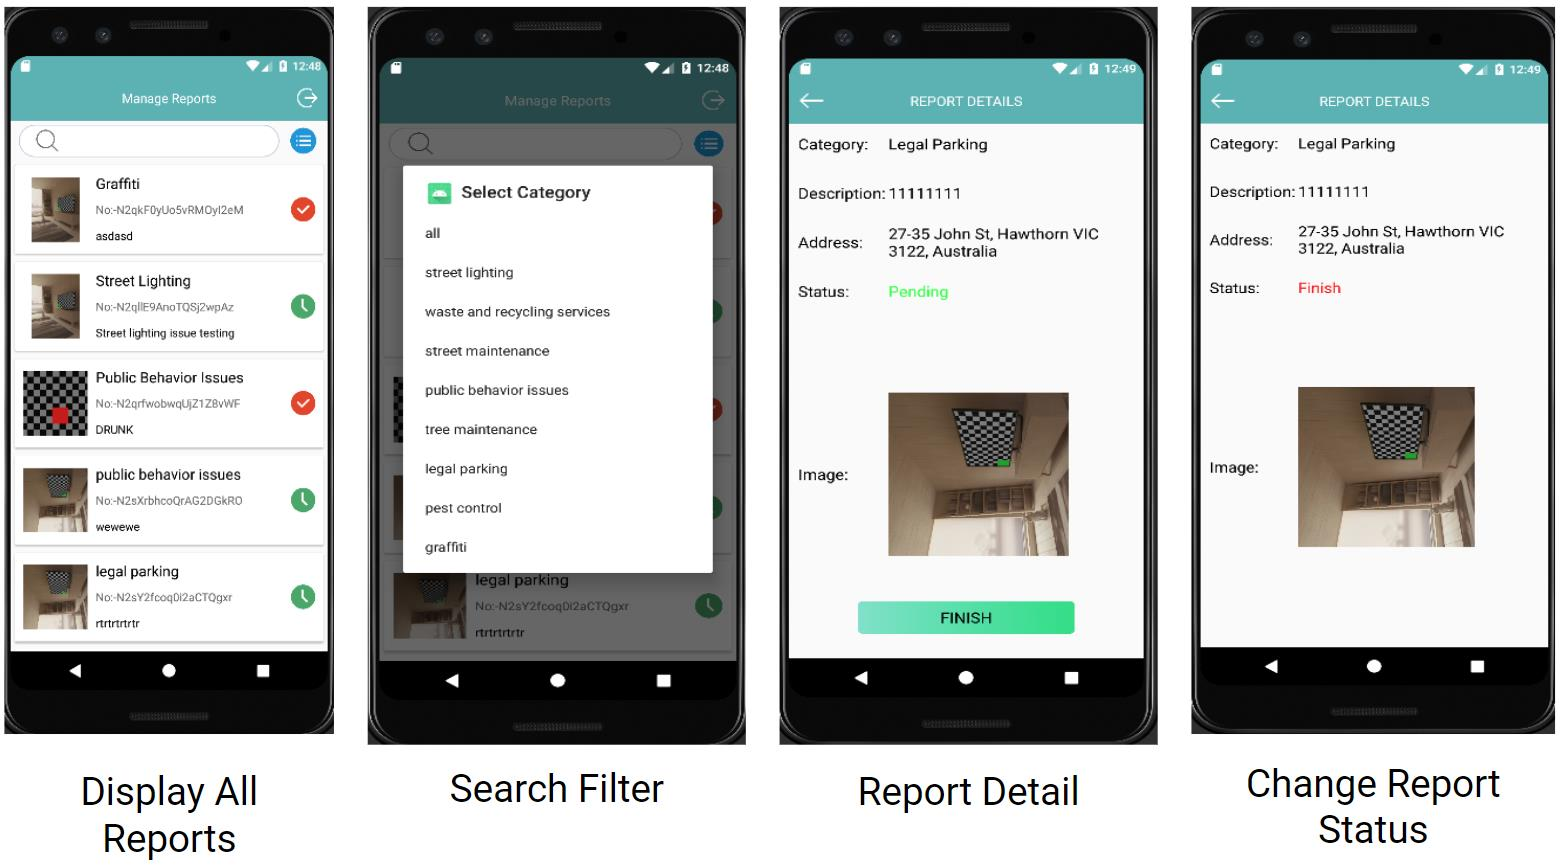 12:48
Manage Reports
Graffiti
No:-N2qkF0yUo5vRMOyI2eM
asdasd
Street Lighting
No:-N2qllE9AnoTQSj2wpAz
Street lighting issue testing
Public Behavior Issues
No:-N2qrfwobwqUjZ1Z8vWF
DRUNK
public behavior issues
No:-N2sXrbhcoQrAG2DGkRO
wewewe
legal parking
No:-N2sY2fcoq0i2aCTQgxr
rtrtrtrtrtr
Display All
Reports
12:48
Manage Reports
Select Category
all
street lighting
waste and recycling services
street maintenance
public behavior issues
tree maintenance
legal parking
pest control
graffiti
legal parking
No:-N2sY2fcoq0i2aCTQgxr
rtrtrtrtrtr
Search Filter
12:49
REPORT DETAILS
Category: Legal Parking
Description: 11111111
Address: 27-35 John St, Hawthorn VIC
3122, Australia
Status: Pending
Image:
FINISH
Report Detail
12:49
REPORT DETAILS
Category: Legal Parking
Description: 11111111
Address: 27-35 John St, Hawthorn VIC
3122, Australia
Status: Finish
Image:
Change Report
Status